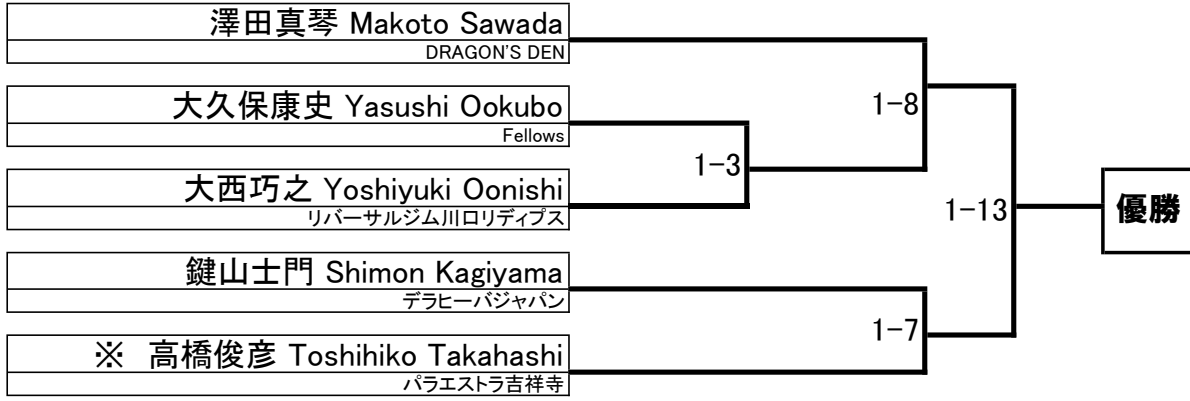 澤田真琴 Makoto Sawada
DRAGON'S DEN
大久保康史 Yasushi Ookubo
Fellows
大西巧之 Yoshiyuki Oonishi
リバーサルジム川口リディプス
鍵山士門 Shimon Kagiyama
デラヒーバジャパン
※ 高橋俊彦 Toshihiko Takahashi
パラエストラ吉祥寺
1-3
1-8
1-7
1-13
優勝